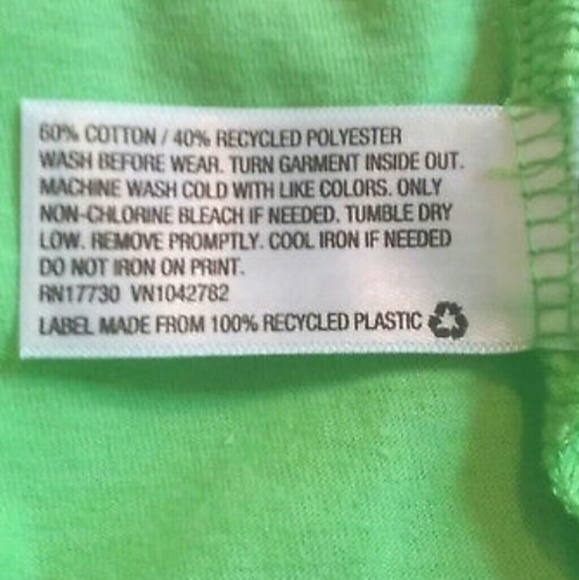 60% COTTON / 40% RECYCLED POLYESTER
WASH BEFORE WEAR. TURN GARMENT INSIDE OUT.
MACHINE WASH COLD WITH LIKE COLORS. ONLY
NON-CHLORINE BLEACH IF NEEDED. TUMBLE DRY
LOW. REMOVE PROMPTLY. COOL IRON IF NEEDED
DO NOT IRON ON PRINT.
RN17730 VN1042782
LABEL MADE FROM 100% RECYCLED PLASTIC